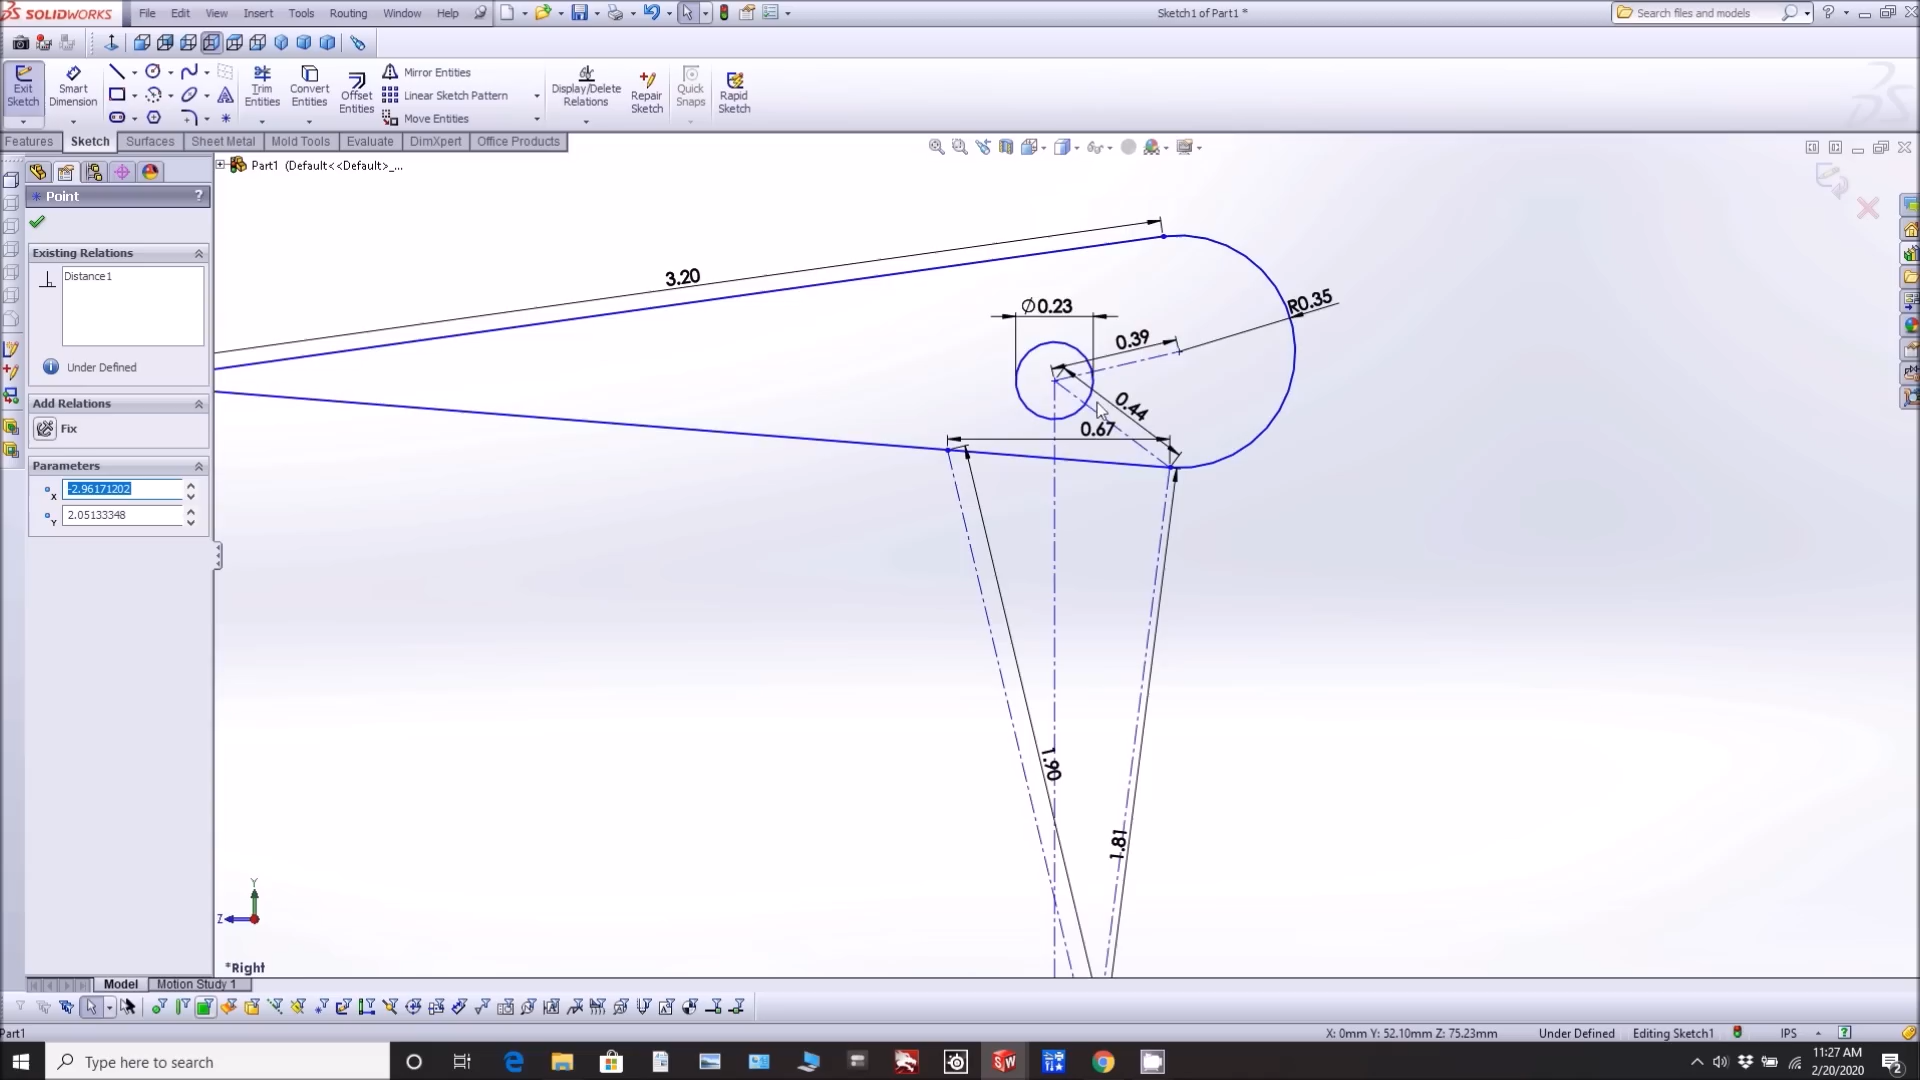 SOLIDWORKS File Edit View Insert Tools Routing Window Help Sketch1 of Part1 * Search files and models
Exit Sketch Smart Dimension Trim Entities Convert Entities Offset Entities Mirror Entities Linear Sketch Pattern Move Entities Display/Delete Relations Repair Sketch Quick Snaps Rapid Sketch
Features Sketch Surfaces Sheet Metal Mold Tools Evaluate DimXpert Office Products
Part1 (Default<<Default>_...
Point ?
Existing Relations
Distance1
Under Defined
Add Relations
Fix
Parameters
X -2.96171202
Y 2.05133348
3.20
Ø0.23
R0.35
0.39
0.44
0.67
1.90
1.81
Y
Z
*Right
Model Motion Study 1
Part1 X: 0mm Y: 52.10mm Z: 75.23mm Under Defined Editing Sketch1 IPS
Type here to search
SW
11:27 AM
2/20/2020
2